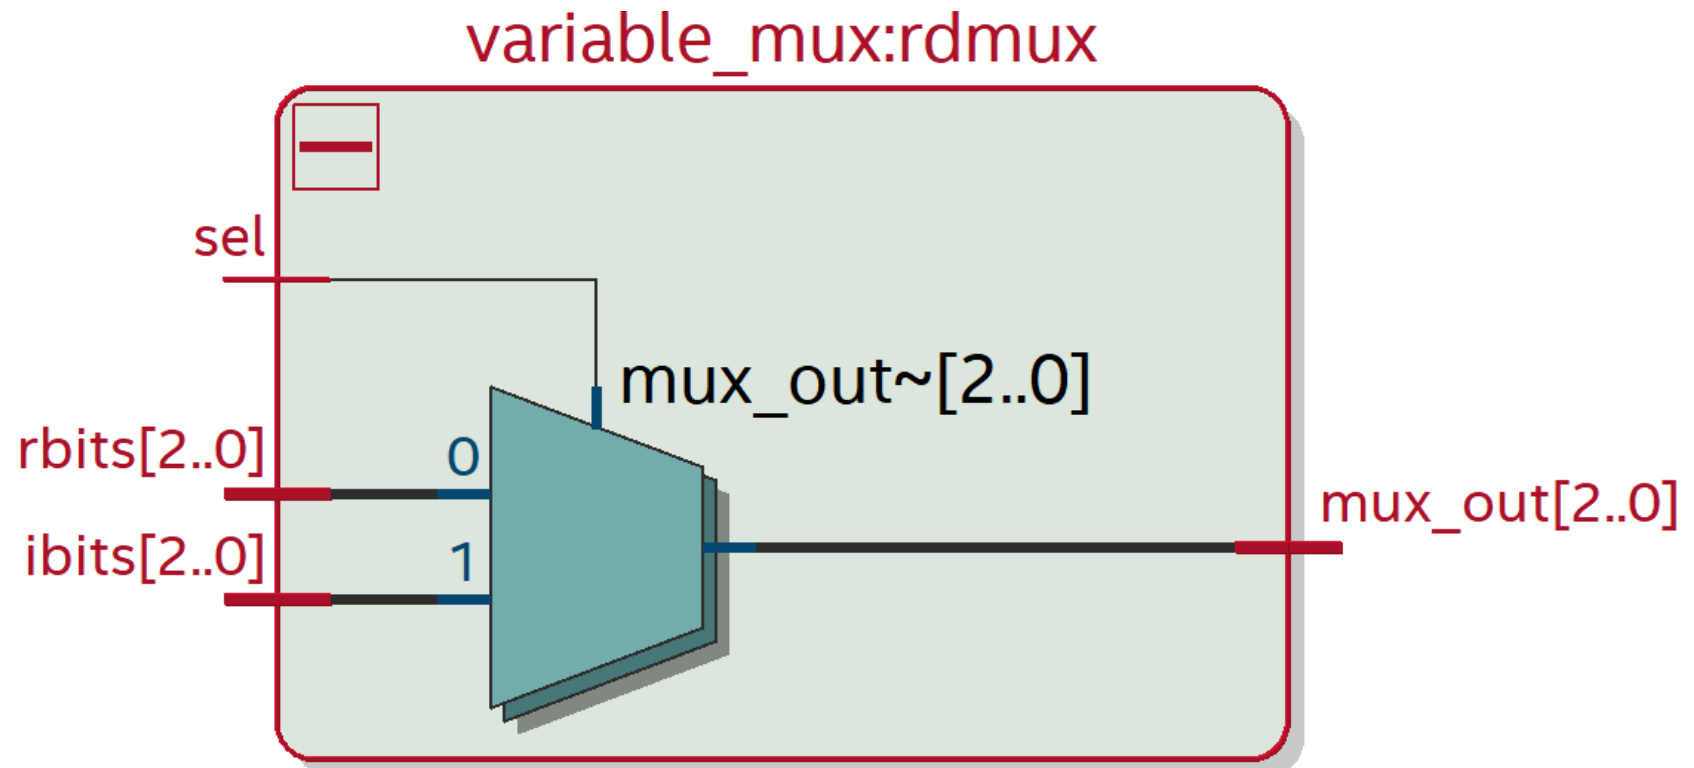 variable_mux:rdmux
sel
mux_out~[2..0]
rbits[2..0]
0
ibits[2..0]
1
mux_out[2..0]